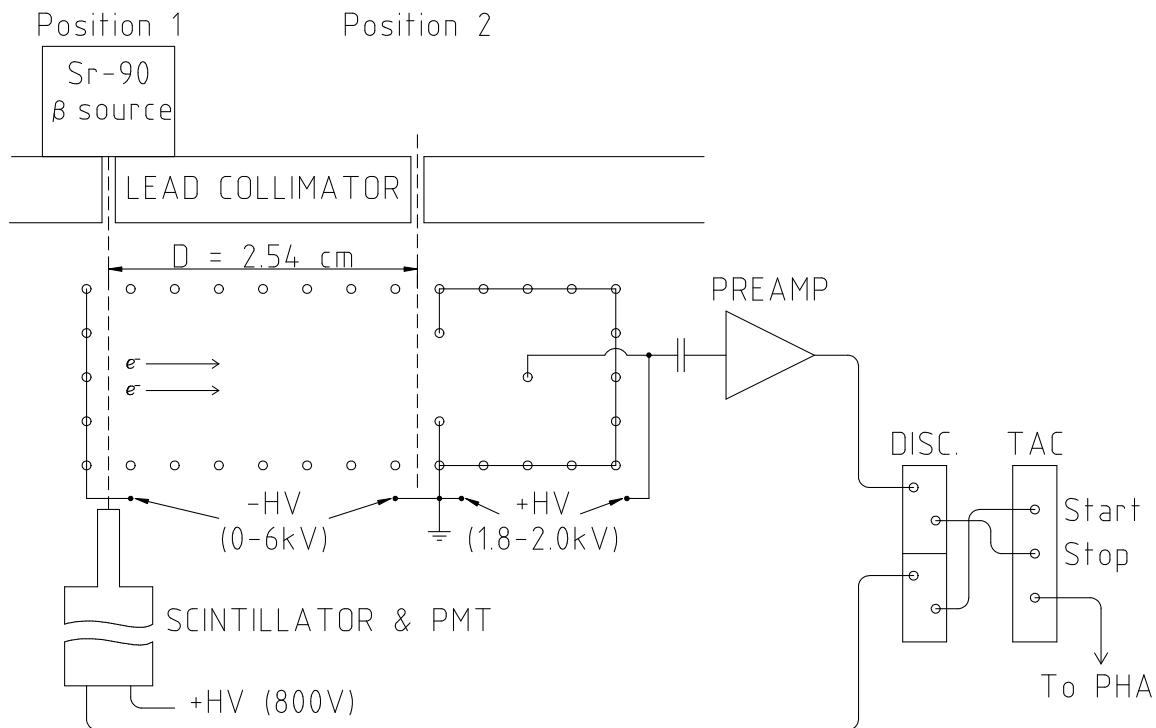 Position 1
Position 2
Sr-90
β source
LEAD COLLIMATOR
D = 2.54 cm
PREAMP
e-
e-
DISC.
TAC
-HV
(0-6kV)
+HV
(1.8-2.0kV)
Start
Stop
SCINTILLATOR & PMT
+HV (800V)
To PHA